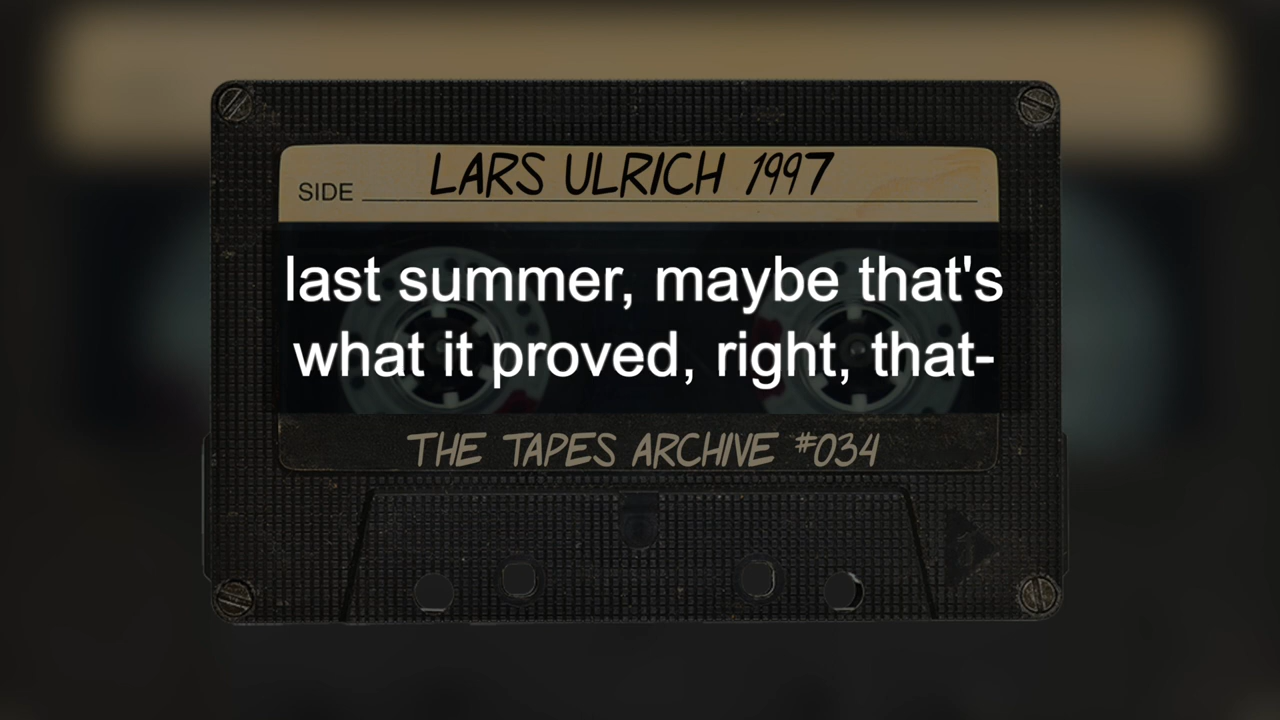 LARS ULRICH 1997
SIDE
last summer, maybe that's
what it proved, right, that-
THE TAPES ARCHIVE #034